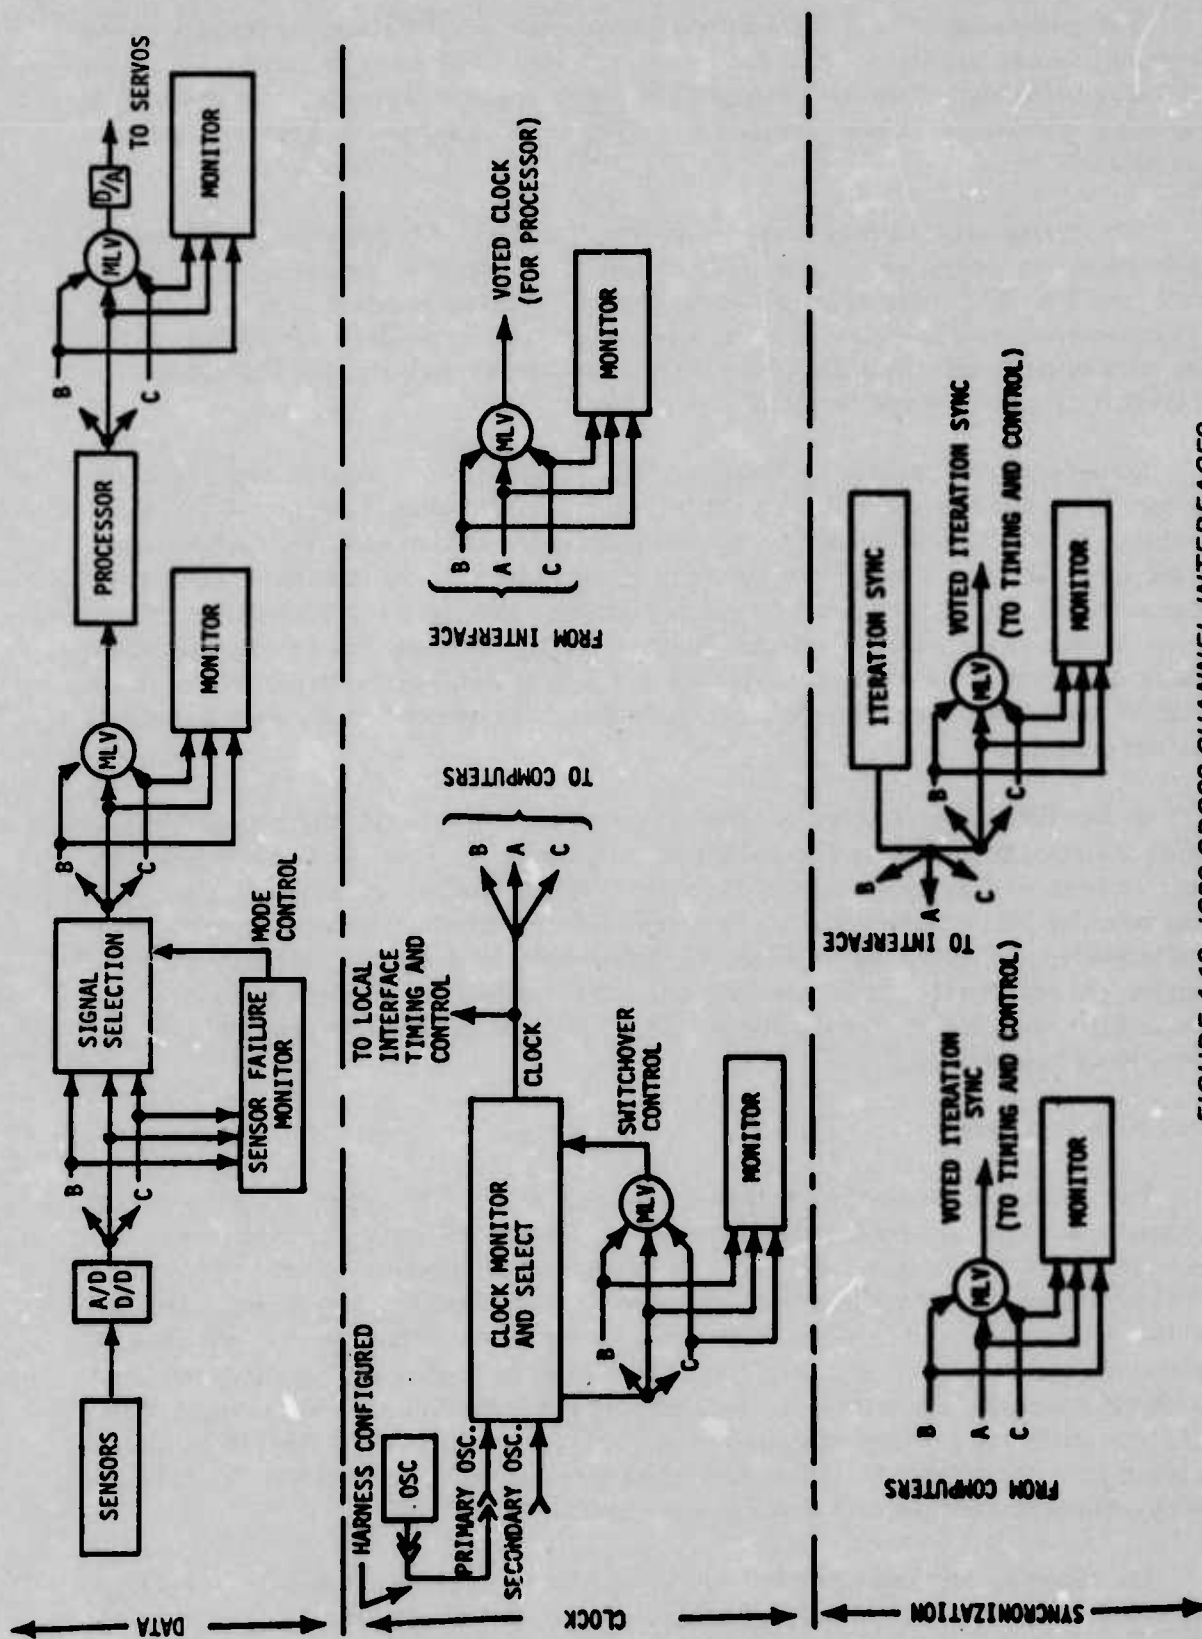 DATA
SENSORS
A/D
D/D
B
C
SIGNAL
SELECTION
SENSOR FAILURE
MONITOR
MODE CONTROL
B
C
MLV
MONITOR
PROCESSOR
B
C
MLV
D/A
TO SERVOS
MONITOR
CLOCK
HARNESS CONFIGURED
OSC
PRIMARY OSC.
SECONDARY OSC.
CLOCK MONITOR
AND SELECT
B
C
MLV
SWITCHOVER
CONTROL
MONITOR
CLOCK
TO LOCAL
INTERFACE
TIMING AND
CONTROL
B
A
C
TO COMPUTERS
FROM INTERFACE
B
A
C
MLV
VOTED CLOCK
(FOR PROCESSOR)
MONITOR
SYNCRONIZATION
FROM COMPUTERS
B
A
C
MLV
VOTED ITERATION
SYNC
(TO TIMING AND CONTROL)
MONITOR
TO INTERFACE
B
A
C
ITERATION SYNC
B
C
MLV
VOTED ITERATION SYNC
(TO TIMING AND CONTROL)
MONITOR